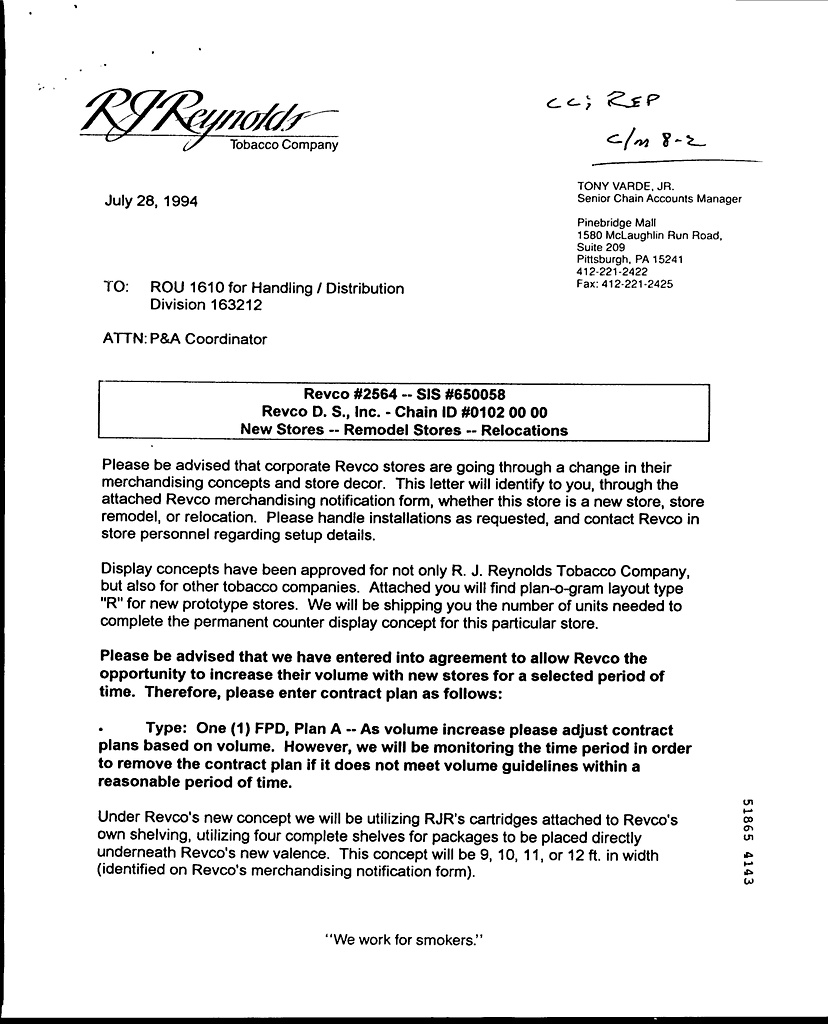 RJReynolds
Tobacco Company
cc; REP
c/m 8-2
TONY VARDE, JR.
Senior Chain Accounts Manager
Pinebridge Mall
1580 McLaughlin Run Road,
Suite 209
Pittsburgh, PA 15241
412-221-2422
Fax: 412-221-2425
July 28, 1994
TO: ROU 1610 for Handling / Distribution
Division 163212
ATTN: P&A Coordinator
Revco #2564 -- SIS #650058
Revco D. S., Inc. - Chain ID #0102 00 00
New Stores -- Remodel Stores -- Relocations
Please be advised that corporate Revco stores are going through a change in their
merchandising concepts and store decor. This letter will identify to you, through the
attached Revco merchandising notification form, whether this store is a new store, store
remodel, or relocation. Please handle installations as requested, and contact Revco in
store personnel regarding setup details.
Display concepts have been approved for not only R. J. Reynolds Tobacco Company,
but also for other tobacco companies. Attached you will find plan-o-gram layout type
"R" for new prototype stores. We will be shipping you the number of units needed to
complete the permanent counter display concept for this particular store.
Please be advised that we have entered into agreement to allow Revco the
opportunity to increase their volume with new stores for a selected period of
time. Therefore, please enter contract plan as follows:
• Type: One (1) FPD, Plan A -- As volume increase please adjust contract
plans based on volume. However, we will be monitoring the time period in order
to remove the contract plan if it does not meet volume guidelines within a
reasonable period of time.
Under Revco's new concept we will be utilizing RJR's cartridges attached to Revco's
own shelving, utilizing four complete shelves for packages to be placed directly
underneath Revco's new valence. This concept will be 9, 10, 11, or 12 ft. in width
(identified on Revco's merchandising notification form).
51865 4143
"We work for smokers."